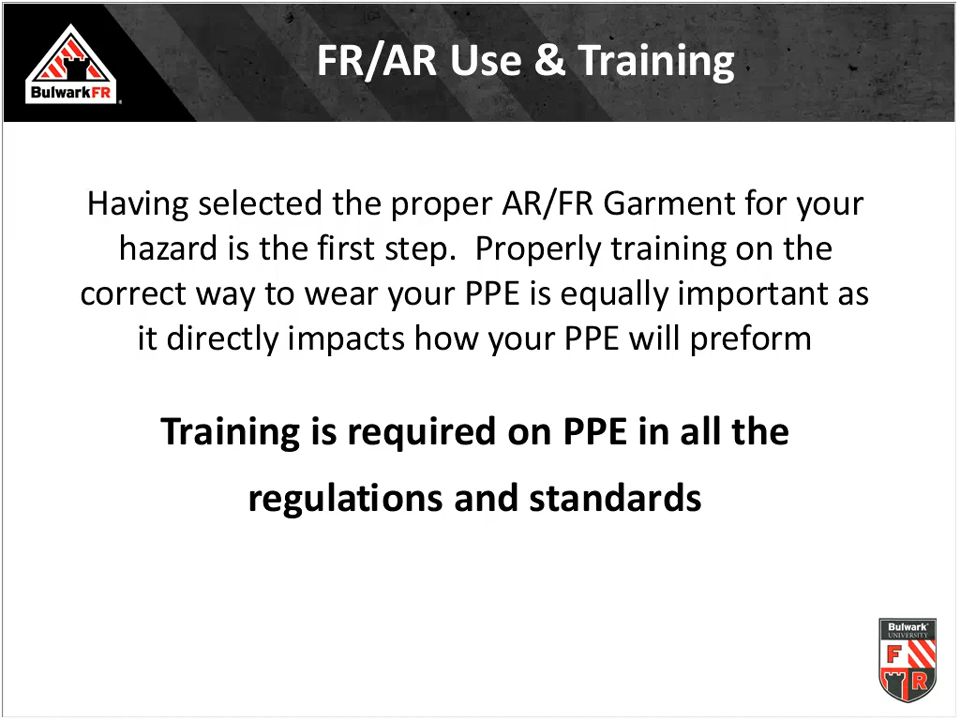 FR/AR Use & Training
BulwarkFR
Having selected the proper AR/FR Garment for your
hazard is the first step.  Properly training on the
correct way to wear your PPE is equally important as
it directly impacts how your PPE will preform
Training is required on PPE in all the
regulations and standards
Bulwark
UNIVERSITY
F
R